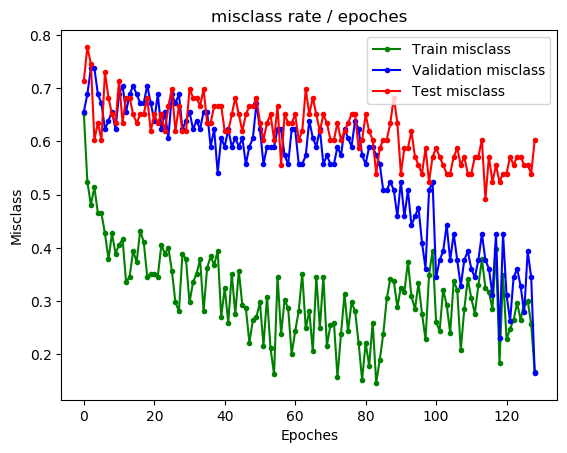 misclass rate / epoches
0.8
0.7
0.6
0.5
0.4
0.3
0.2
Misclass
Train misclass
Validation misclass
Test misclass
0 20 40 60 80 100 120
Epoches